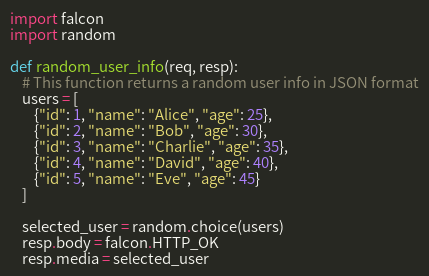 import falcon
import random

def random_user_info(req, resp):
    # This function returns a random user info in JSON format
    users = [
        {"id": 1, "name": "Alice", "age": 25},
        {"id": 2, "name": "Bob", "age": 30},
        {"id": 3, "name": "Charlie", "age": 35},
        {"id": 4, "name": "David", "age": 40},
        {"id": 5, "name": "Eve", "age": 45}
    ]

    selected_user = random.choice(users)
    resp.body = falcon.HTTP_OK
    resp.media = selected_user